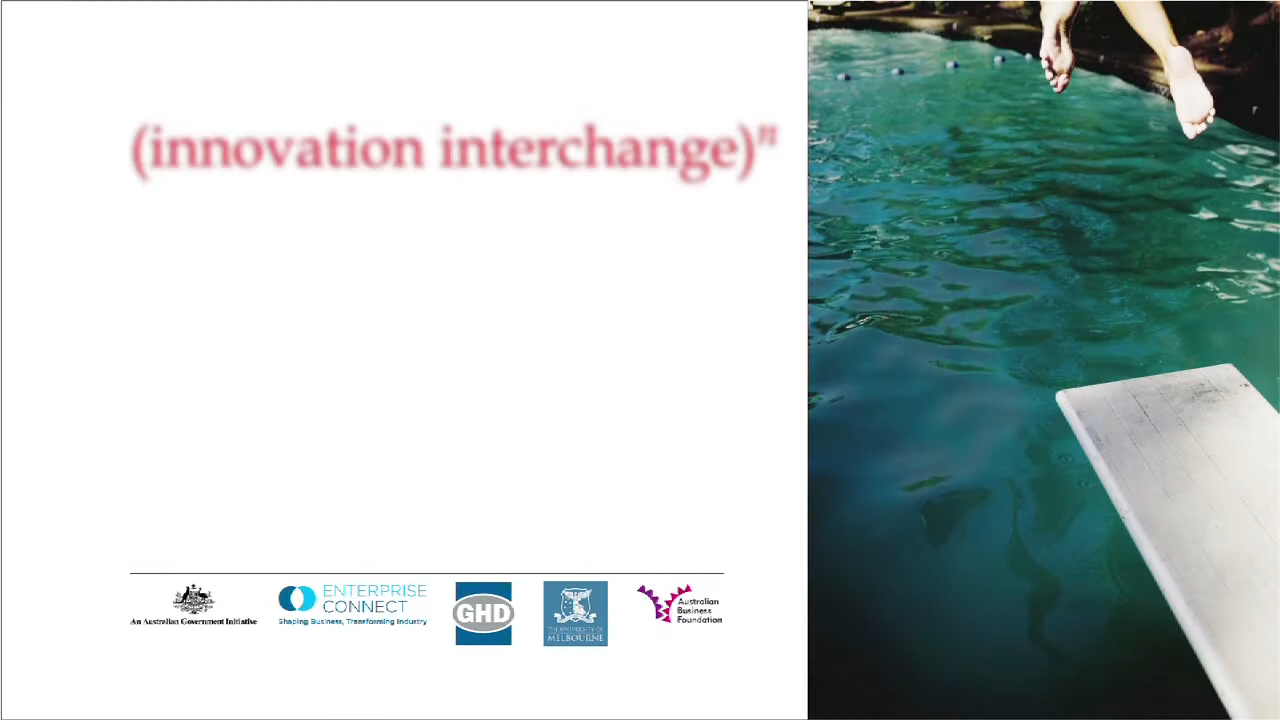 (innovation interchange)ⁿ
An Australian Government Initiative
ENTERPRISE
CONNECT
Shaping Business, Transforming Industry
GHD
THE UNIVERSITY OF
MELBOURNE
Australian
Business
Foundation